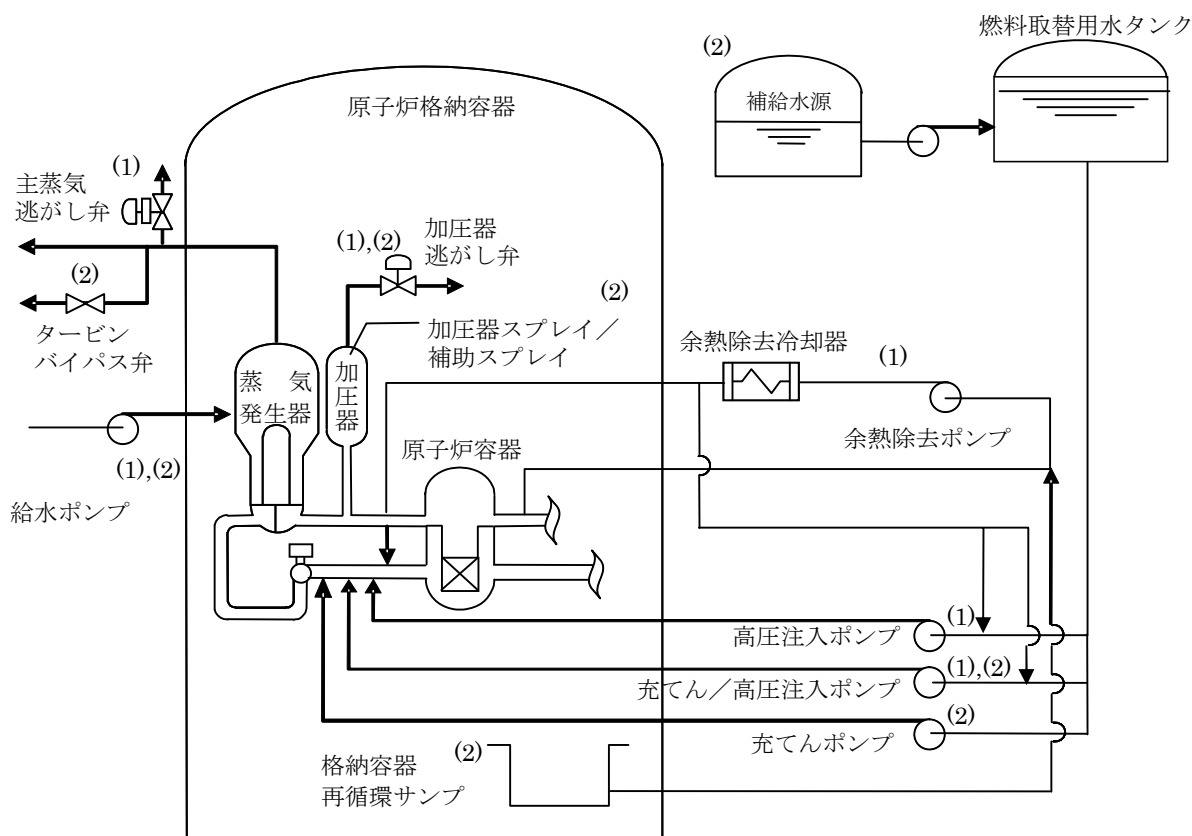 燃料取替用水タンク
(2)
補給水源
原子炉格納容器
(1)
主蒸気
逃がし弁
(1),(2)
加圧器
逃がし弁
(2)
(2)
タービン
バイパス弁
加圧器スプレイ／
補助スプレイ
余熱除去冷却器
(1)
蒸 気
発生器
加圧器
原子炉容器
余熱除去ポンプ
(1),(2)
給水ポンプ
(1)
高圧注入ポンプ
(1),(2)
充てん／高圧注入ポンプ
(2)
充てんポンプ
(2)
格納容器
再循環サンプ